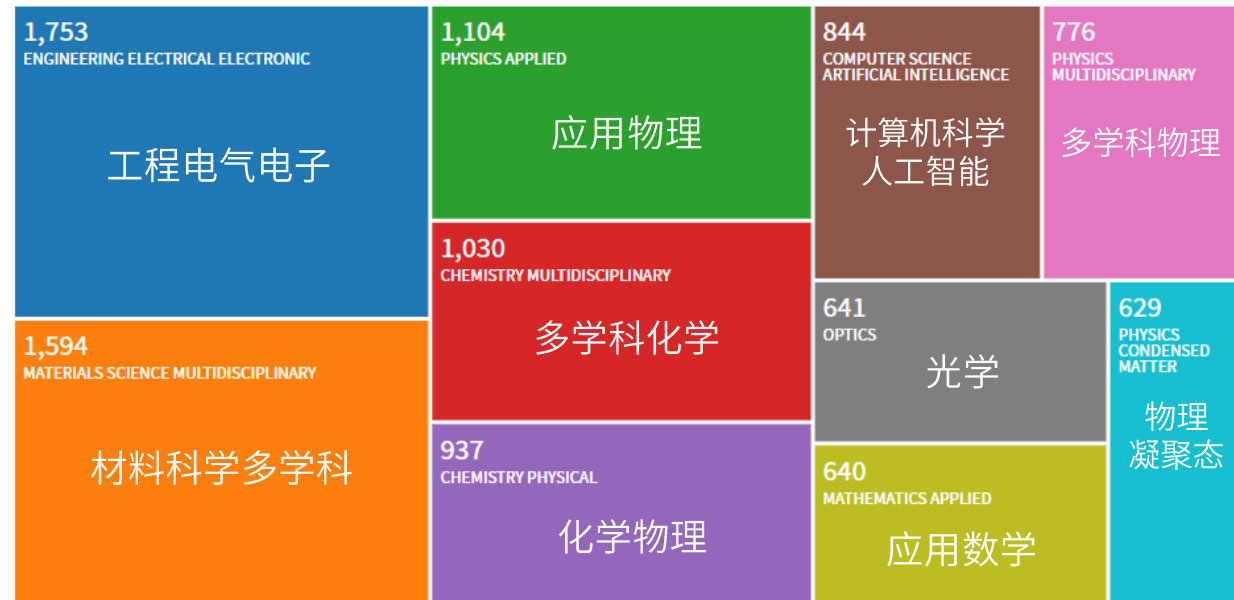 1,753
ENGINEERING ELECTRICAL ELECTRONIC
工程电气电子
1,594
MATERIALS SCIENCE MULTIDISCIPLINARY
材料科学多学科
1,104
PHYSICS APPLIED
应用物理
1,030
CHEMISTRY MULTIDISCIPLINARY
多学科化学
937
CHEMISTRY PHYSICAL
化学物理
844
COMPUTER SCIENCE
ARTIFICIAL INTELLIGENCE
计算机科学
人工智能
776
PHYSICS
MULTIDISCIPLINARY
多学科物理
641
OPTICS
光学
629
PHYSICS
CONDENSED
MATTER
物理
凝聚态
640
MATHEMATICS APPLIED
应用数学